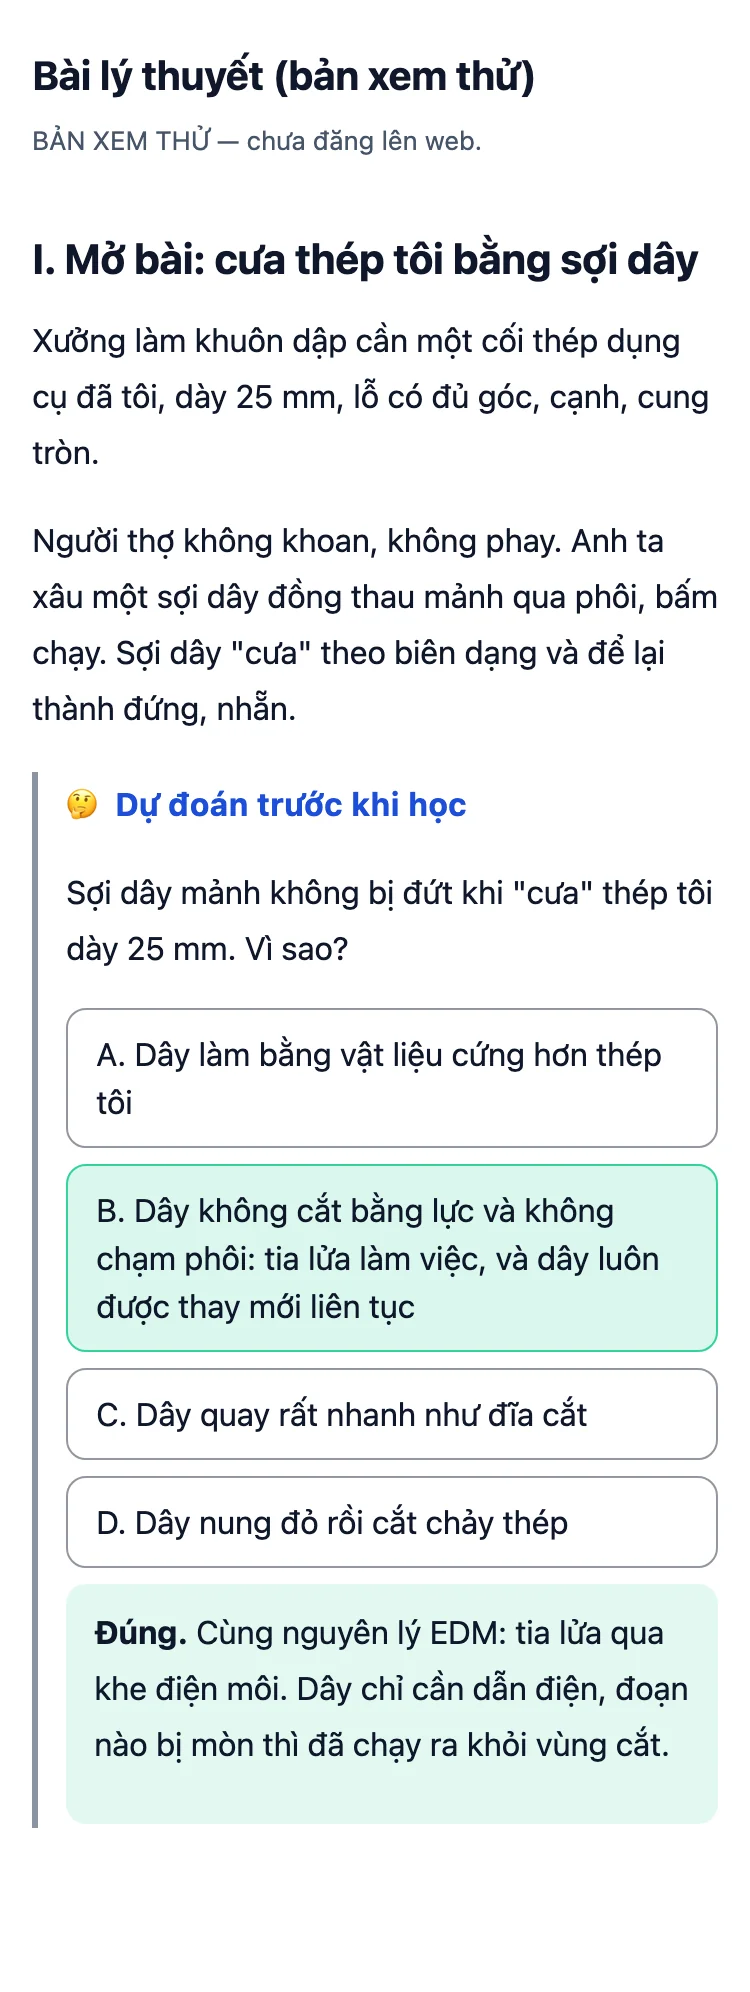 Bài lý thuyết (bản xem thử)
BẢN XEM THỬ — chưa đăng lên web.
I. Mở bài: cưa thép tôi bằng sợi dây
Xưởng làm khuôn dập cần một cối thép dụng
cụ đã tôi, dày 25 mm, lỗ có đủ góc, cạnh, cung
tròn.
Người thợ không khoan, không phay. Anh ta
xâu một sợi dây đồng thau mảnh qua phôi, bấm
chạy. Sợi dây "cưa" theo biên dạng và để lại
thành đứng, nhẵn.
🤔 Dự đoán trước khi học
Sợi dây mảnh không bị đứt khi "cưa" thép tôi
dày 25 mm. Vì sao?
A. Dây làm bằng vật liệu cứng hơn thép
tôi
B. Dây không cắt bằng lực và không
chạm phôi: tia lửa làm việc, và dây luôn
được thay mới liên tục
C. Dây quay rất nhanh như đĩa cắt
D. Dây nung đỏ rồi cắt chảy thép
Đúng. Cùng nguyên lý EDM: tia lửa qua
khe điện môi. Dây chỉ cần dẫn điện, đoạn
nào bị mòn thì đã chạy ra khỏi vùng cắt.